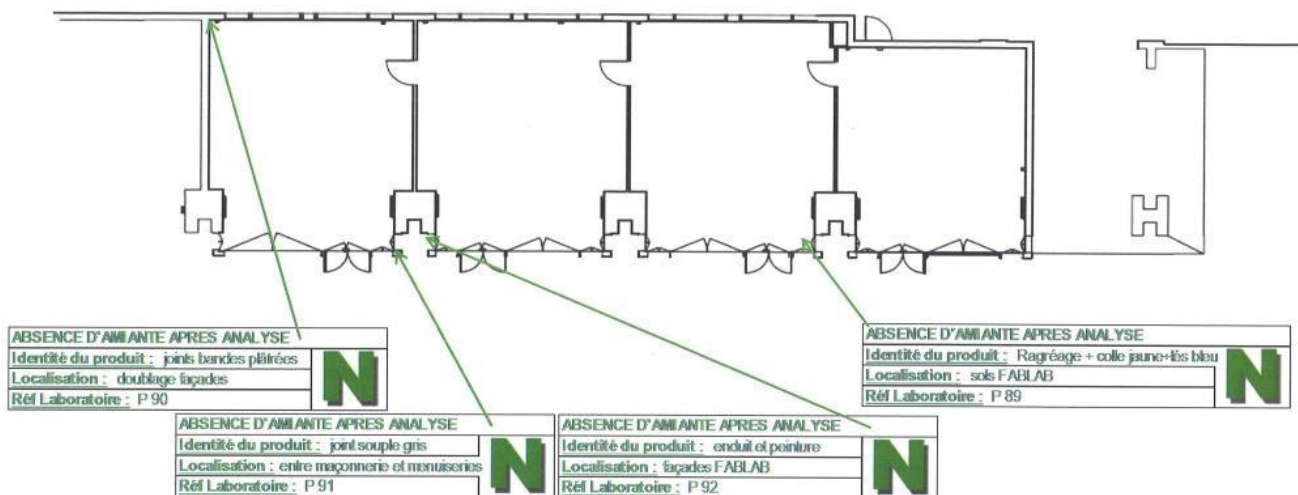 ABSENCE D'AMIANTE APRES ANALYSE
Identité du produit : joints bandes plâtrées
Localisation : doublage façades
Réf Laboratoire : P 90
N
ABSENCE D'AMIANTE APRES ANALYSE
Identité du produit : Ragréage + colle jaune+lés bleu
Localisation : sols FABLAB
Réf Laboratoire : P 89
N
ABSENCE D'AMIANTE APRES ANALYSE
Identité du produit : joint souple gris
Localisation : entre maçonnerie et menuiseries
Réf Laboratoire : P 91
N
ABSENCE D'AMIANTE APRES ANALYSE
Identité du produit : enduit et peinture
Localisation : façades FABLAB
Réf Laboratoire : P 92
N